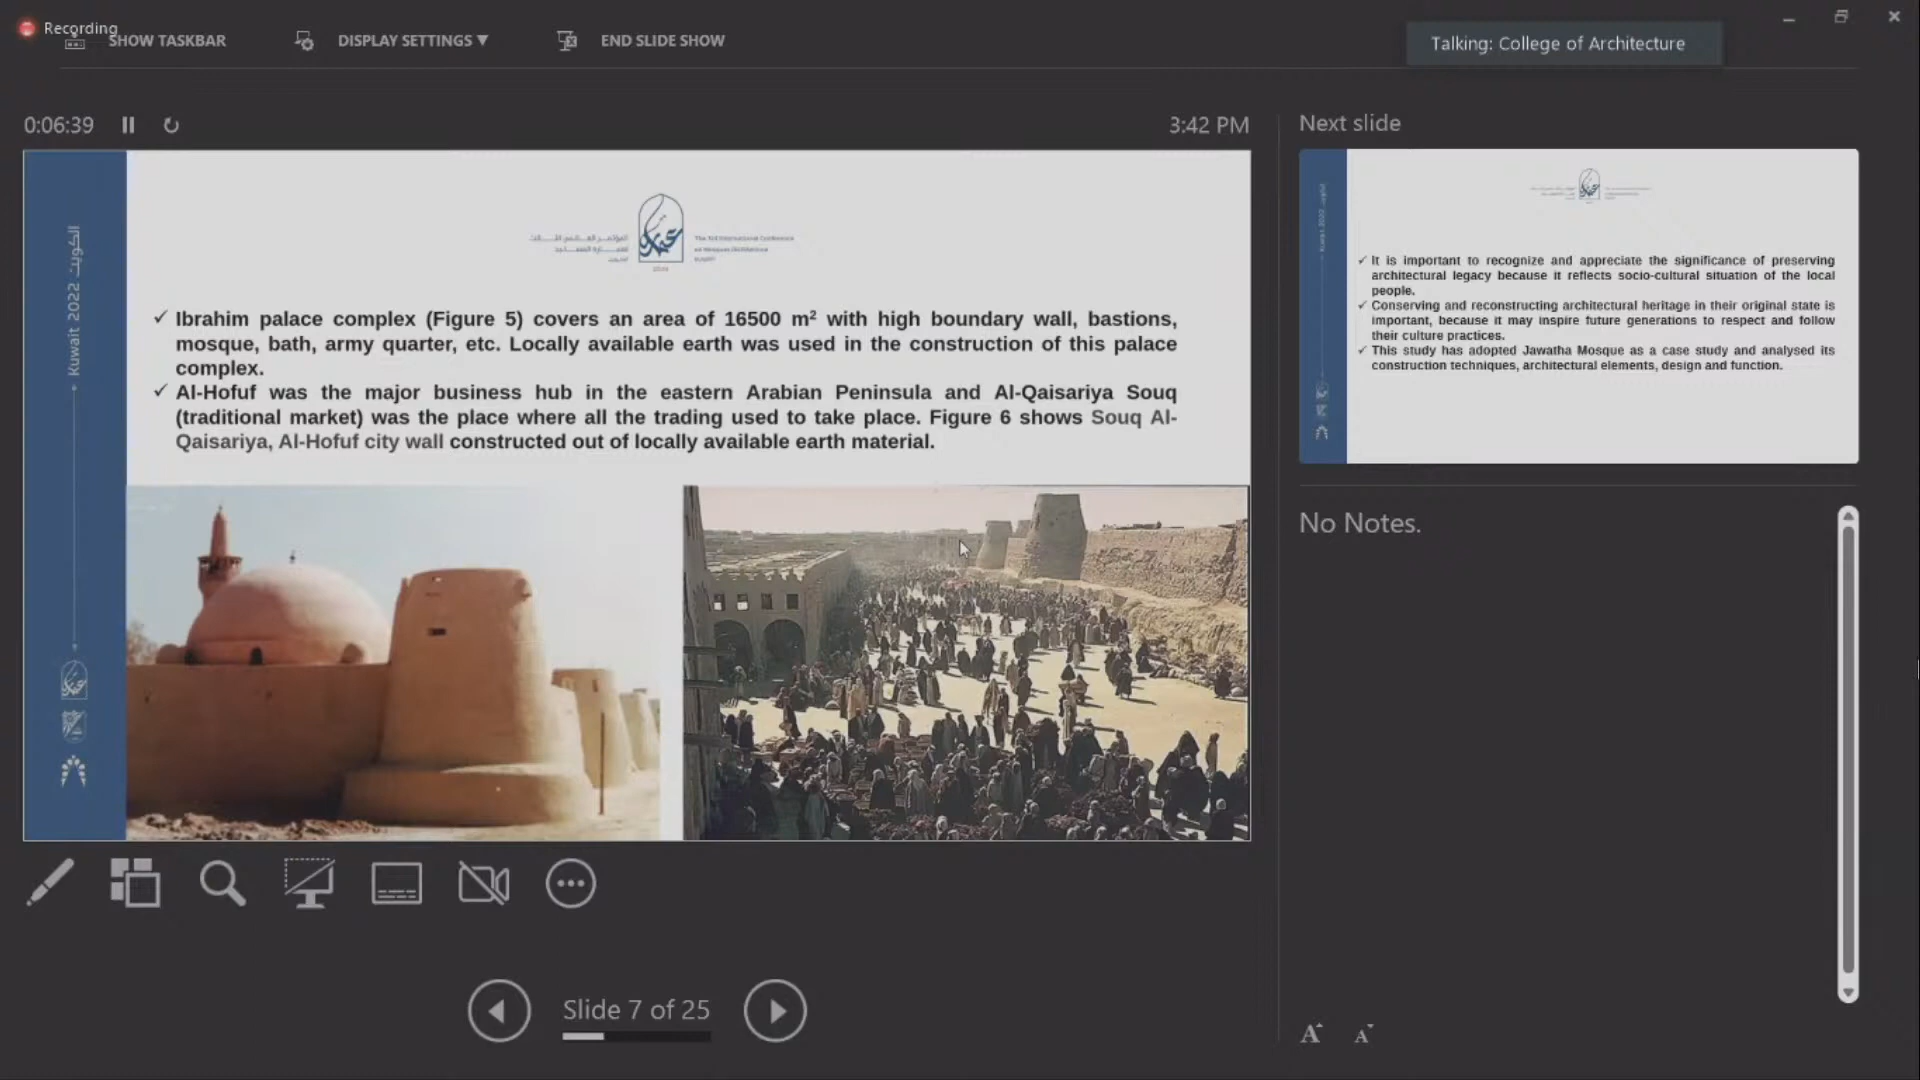 Recording
SHOW TASKBAR
DISPLAY SETTINGS ▼
END SLIDE SHOW
Talking: College of Architecture
0:06:39
3:42 PM
Next slide
الكويت 2022 Kuwait
The 3rd International Conference
on Mosque Architecture
✓ Ibrahim palace complex (Figure 5) covers an area of 16500 m² with high boundary wall, bastions,
mosque, bath, army quarter, etc. Locally available earth was used in the construction of this palace
complex.
✓ Al-Hofuf was the major business hub in the eastern Arabian Peninsula and Al-Qaisariya Souq
(traditional market) was the place where all the trading used to take place. Figure 6 shows Souq Al-
Qaisariya, Al-Hofuf city wall constructed out of locally available earth material.
✓ It is important to recognize and appreciate the significance of preserving
architectural legacy because it reflects socio-cultural situation of the local
people.
✓ Conserving and reconstructing architectural heritage in their original state is
important, because it may inspire future generations to respect and follow
their culture practices.
✓ This study has adopted Jawatha Mosque as a case study and analysed its
construction techniques, architectural elements, design and function.
No Notes.
Slide 7 of 25
A A